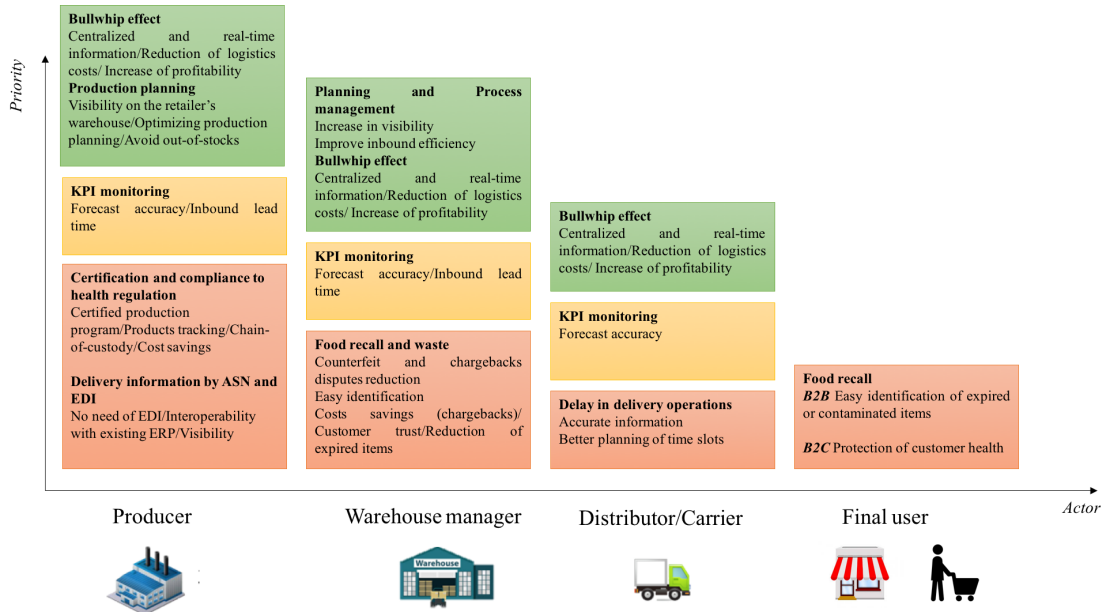 Priority
Bullwhip effect
Centralized and real-time
information/Reduction of logistics
costs/ Increase of profitability
Production planning
Visibility on the retailer's
warehouse/Optimizing production
planning/Avoid out-of-stocks
KPI monitoring
Forecast accuracy/Inbound lead
time
Certification and compliance to
health regulation
Certified production
program/Products tracking/Chain-
of-custody/Cost savings
Delivery information by ASN and
EDI
No need of EDI/Interoperability
with existing ERP/Visibility
Planning and Process
management
Increase in visibility
Improve inbound efficiency
Bullwhip effect
Centralized and real-time
information/Reduction of logistics
costs/ Increase of profitability
KPI monitoring
Forecast accuracy/Inbound lead
time
Food recall and waste
Counterfeit and chargebacks
disputes reduction
Easy identification
Costs savings (chargebacks)/
Customer trust/Reduction of
expired items
Bullwhip effect
Centralized and real-time
information/Reduction of logistics
costs/ Increase of profitability
KPI monitoring
Forecast accuracy
Delay in delivery operations
Accurate information
Better planning of time slots
Food recall
B2B Easy identification of expired
or contaminated items
B2C Protection of customer health
Actor
Producer
Warehouse manager
Distributor/Carrier
Final user
Warehouse